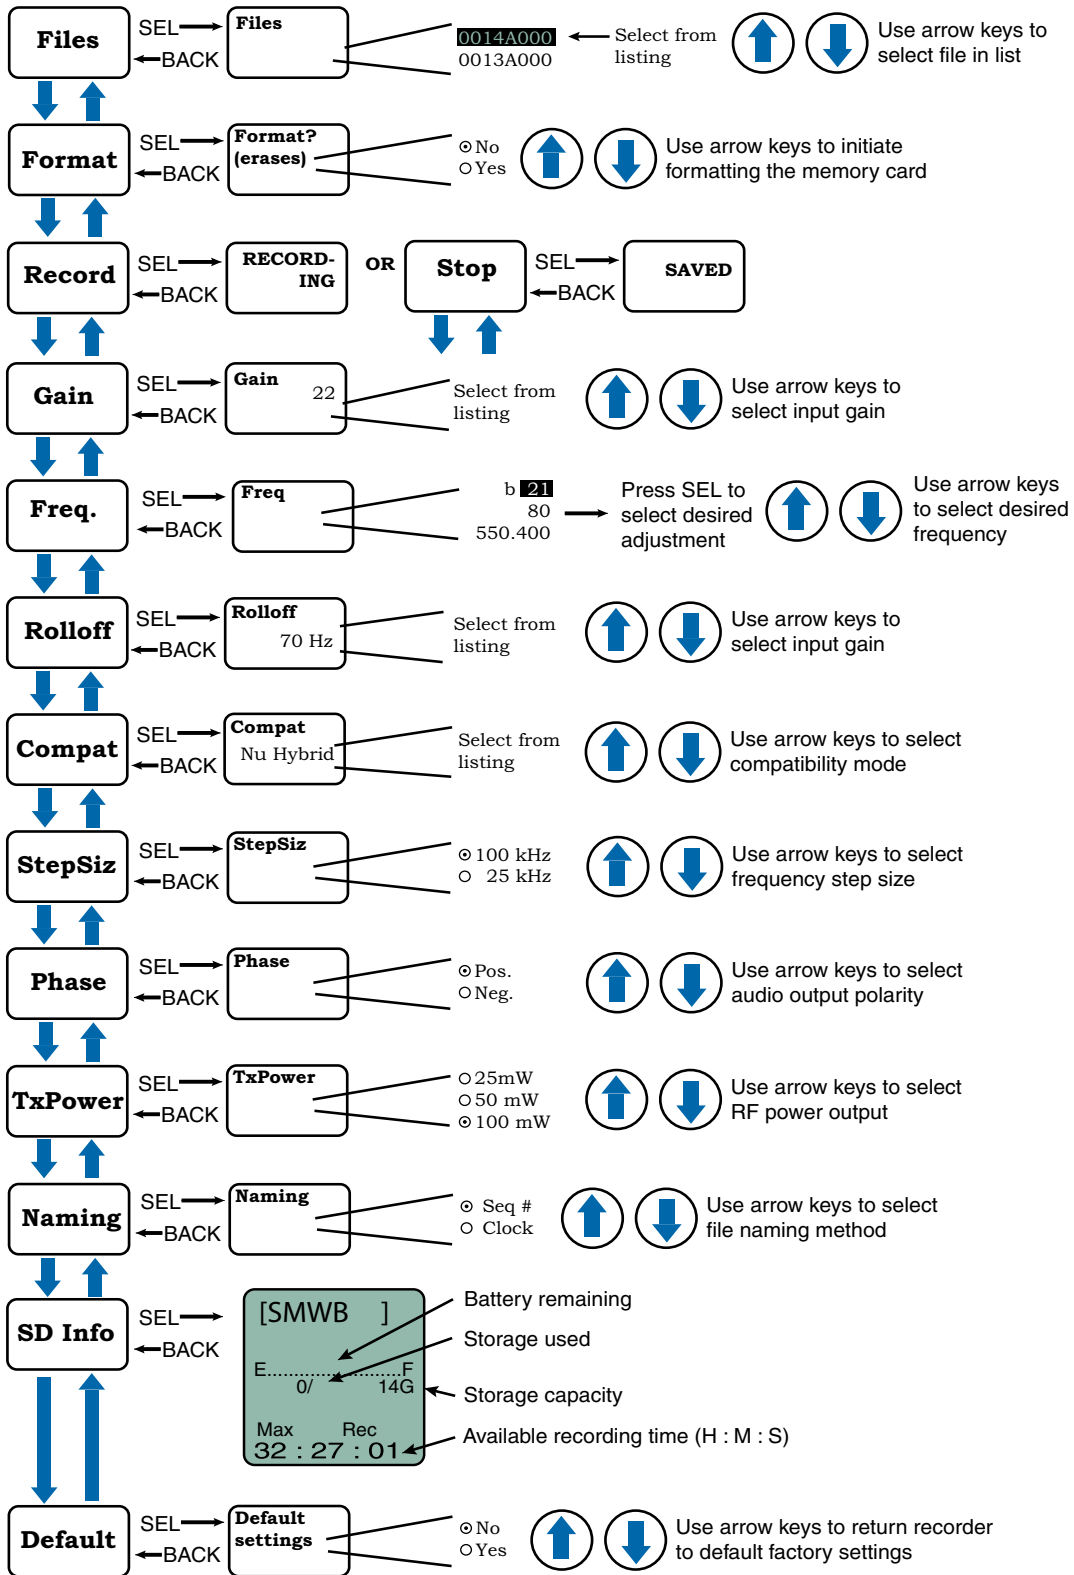 Files
SEL
BACK
Files
0014A000
0013A000
Select from
listing
Use arrow keys to
select file in list
Format
SEL
BACK
Format?
(erases)
No
Yes
Use arrow keys to initiate
formatting the memory card
Record
SEL
BACK
RECORD-
ING
OR
Stop
SEL
BACK
SAVED
Gain
SEL
BACK
Gain
22
Select from
listing
Use arrow keys to
select input gain
Freq.
SEL
BACK
Freq
b 21
80
550.400
Press SEL to
select desired
adjustment
Use arrow keys
to select desired
frequency
Rolloff
SEL
BACK
Rolloff
70 Hz
Select from
listing
Use arrow keys to
select input gain
Compat
SEL
BACK
Compat
Nu Hybrid
Select from
listing
Use arrow keys to select
compatibility mode
StepSiz
SEL
BACK
StepSiz
100 kHz
25 kHz
Use arrow keys to select
frequency step size
Phase
SEL
BACK
Phase
Pos.
Neg.
Use arrow keys to select
audio output polarity
TxPower
SEL
BACK
TxPower
25mW
50 mW
100 mW
Use arrow keys to select
RF power output
Naming
SEL
BACK
Naming
Seq #
Clock
Use arrow keys to select
file naming method
SD Info
SEL
BACK
[SMWB ]
E...................F
0/ 14G
Max Rec
32 : 27 : 01
Battery remaining
Storage used
Storage capacity
Available recording time (H : M : S)
Default
SEL
BACK
Default
settings
No
Yes
Use arrow keys to return recorder
to default factory settings